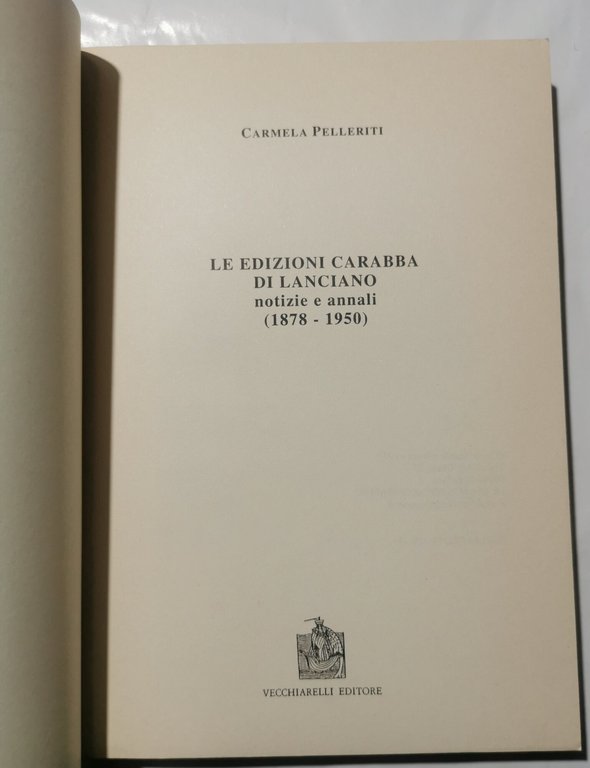 CARMELA PELLERITI
LE EDIZIONI CARABBA
DI LANCIANO
notizie e annali
(1878 - 1950)
VECCHIARELLI EDITORE